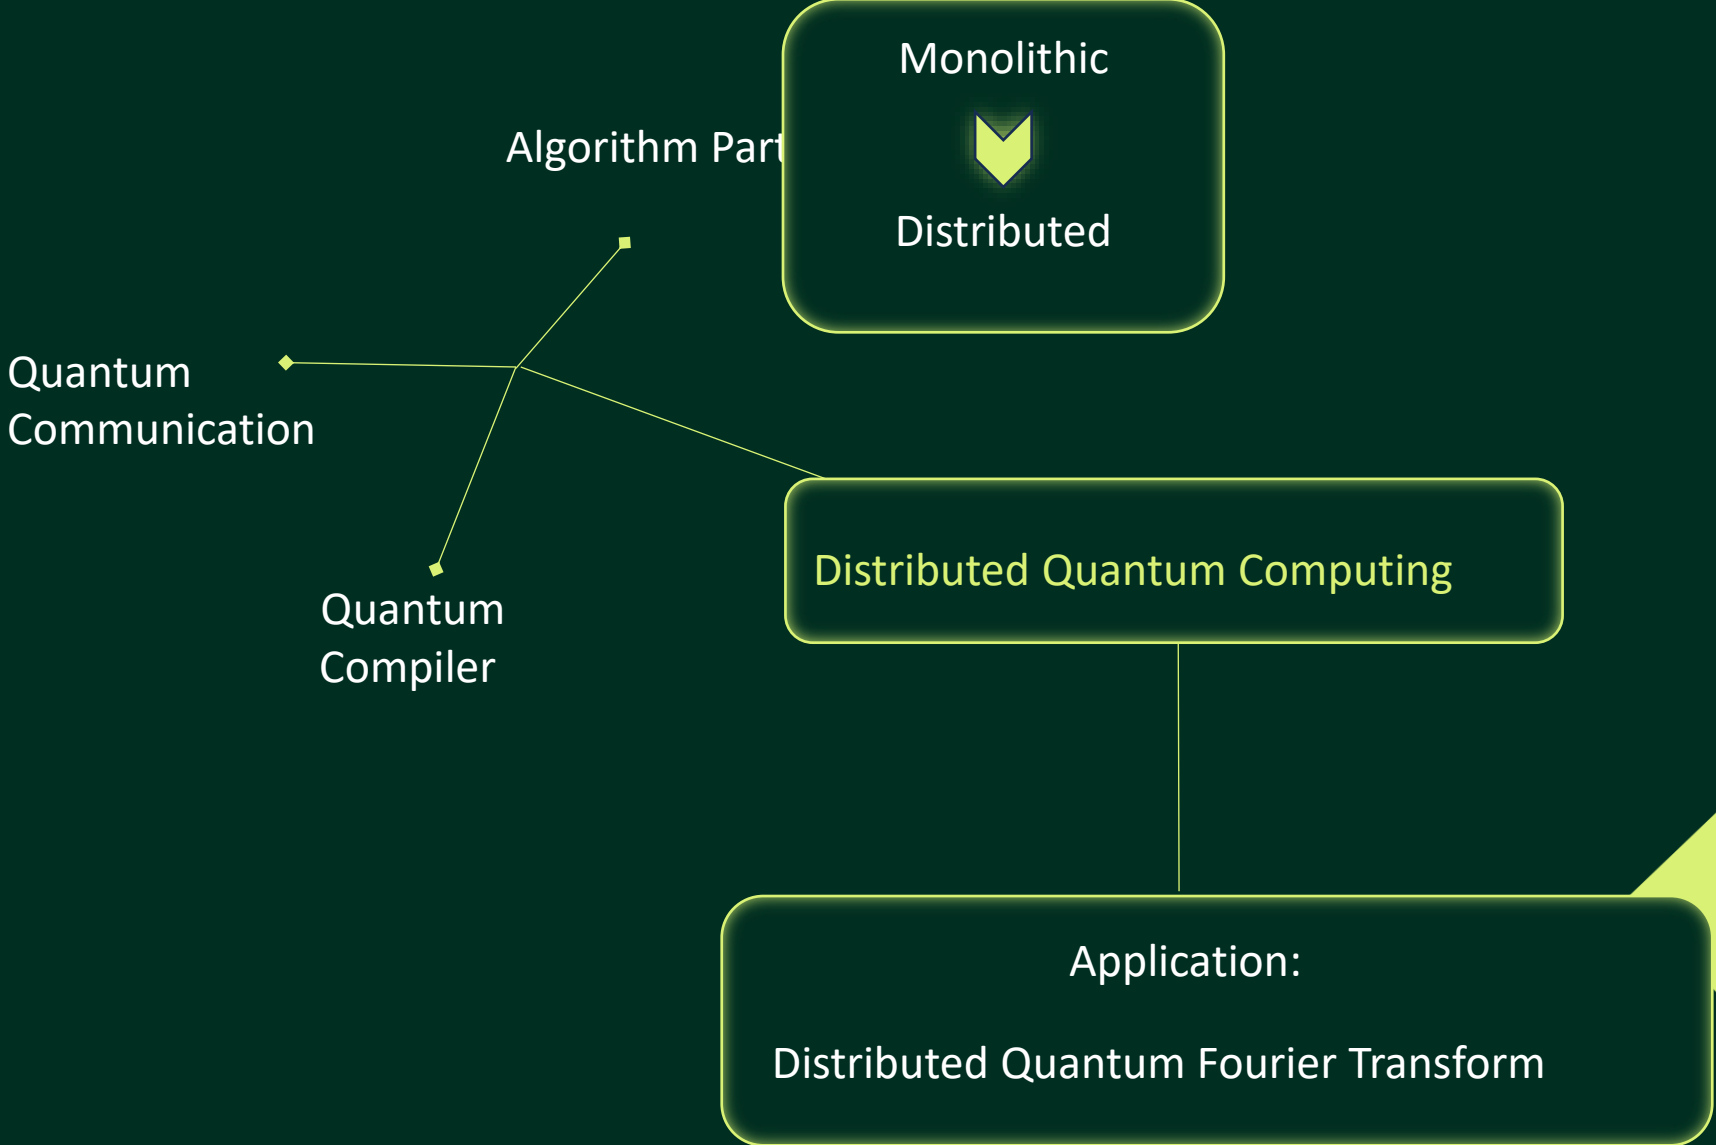 Monolithic
Algorithm Part
Distributed
Quantum
Communication
Distributed Quantum Computing
Quantum
Compiler
Application:
Distributed Quantum Fourier Transform